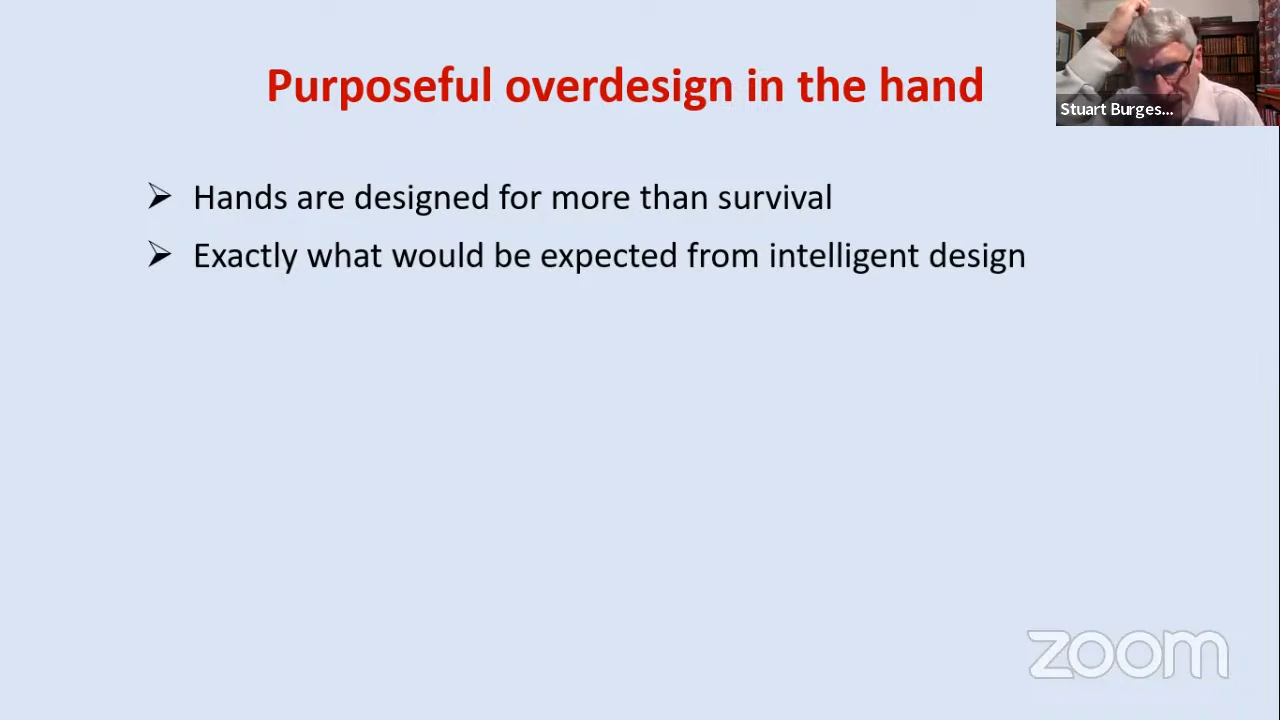 Purposeful overdesign in the hand
Stuart Burges...
➢ Hands are designed for more than survival
➢ Exactly what would be expected from intelligent design
zoom